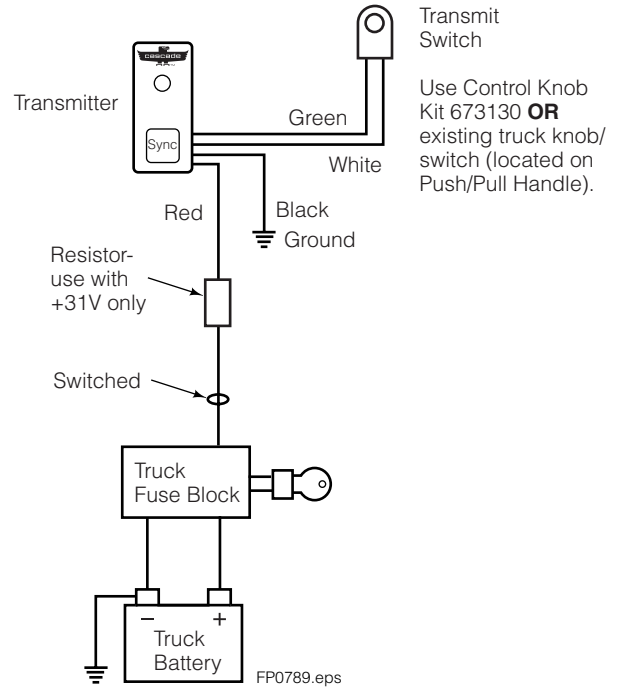 Transmit
Switch
cascade
Transmitter
Use Control Knob
Kit 673130 OR
existing truck knob/
switch (located on
Push/Pull Handle).
Green
Sync
White
Red
Black
Ground
Resistor-
use with
+31V only
Switched
Truck
Fuse Block
– +
Truck
Battery
FP0789.eps